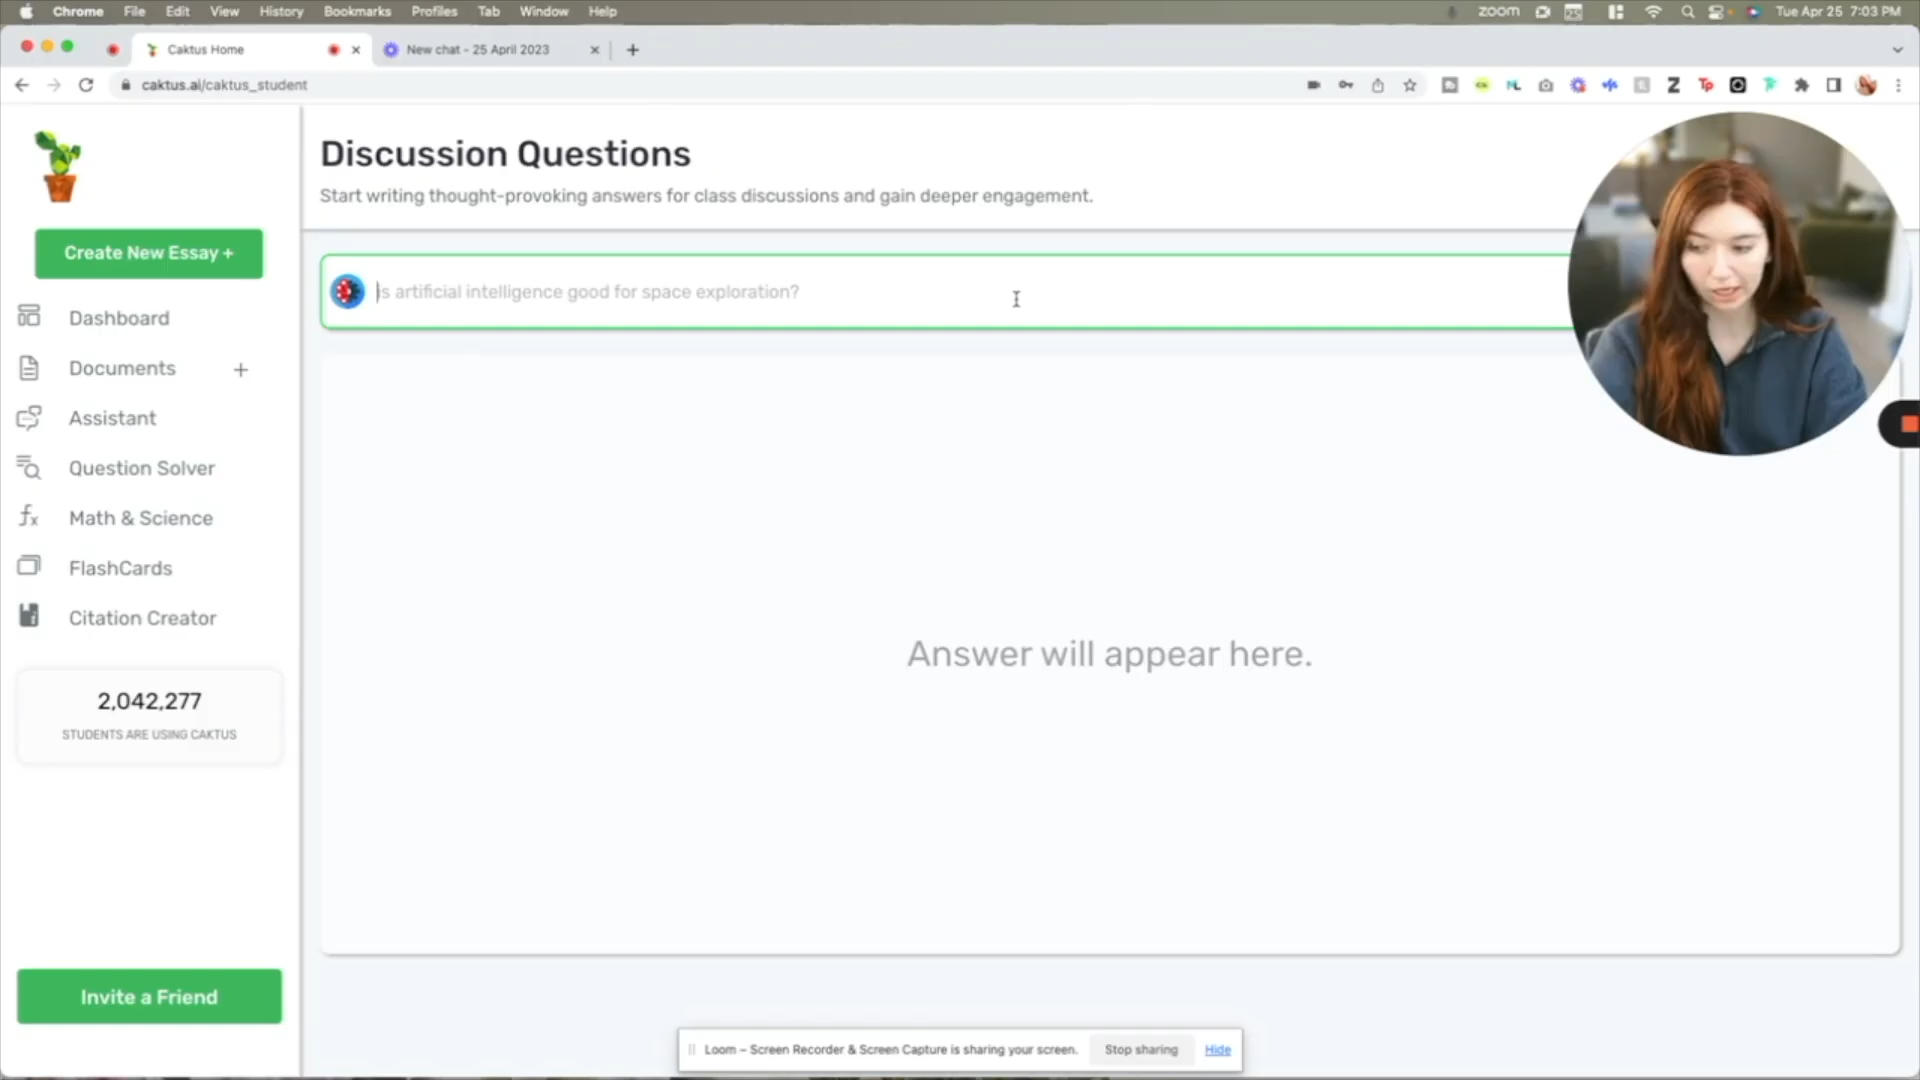 Chrome File Edit View History Bookmarks Profiles Tab Window Help zoom Tue Apr 25 7:03 PM
Caktus Home New chat - 25 April 2023
caktus.ai/caktus_student
Discussion Questions
Start writing thought-provoking answers for class discussions and gain deeper engagement.
Create New Essay +
Is artificial intelligence good for space exploration?
Dashboard
Documents +
Assistant
Question Solver
Math & Science
FlashCards
Citation Creator
Answer will appear here.
2,042,277
STUDENTS ARE USING CAKTUS
Invite a Friend
Loom – Screen Recorder & Screen Capture is sharing your screen. Stop sharing Hide